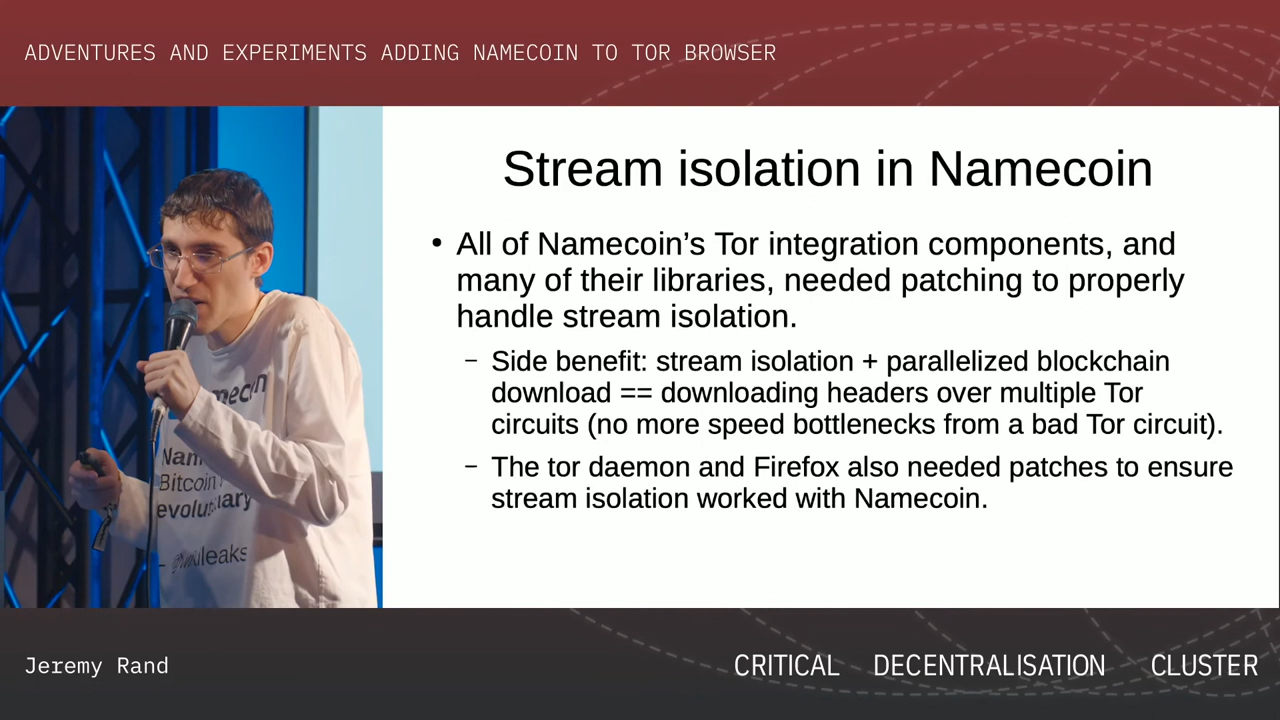 ADVENTURES AND EXPERIMENTS ADDING NAMECOIN TO TOR BROWSER
Stream isolation in Namecoin
• All of Namecoin’s Tor integration components, and
many of their libraries, needed patching to properly
handle stream isolation.
– Side benefit: stream isolation + parallelized blockchain
download == downloading headers over multiple Tor
circuits (no more speed bottlenecks from a bad Tor circuit).
– The tor daemon and Firefox also needed patches to ensure
stream isolation worked with Namecoin.
Bitcoin
Jeremy Rand
CRITICAL DECENTRALISATION CLUSTER